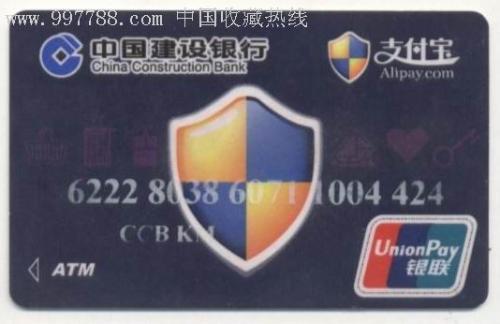 www.997788.com 中国收藏热线
中国建设银行
China Construction Bank
支付宝
Alipay.com
6222 8038 6071 1004 424
CCB KM
ATM
UnionPay
银联